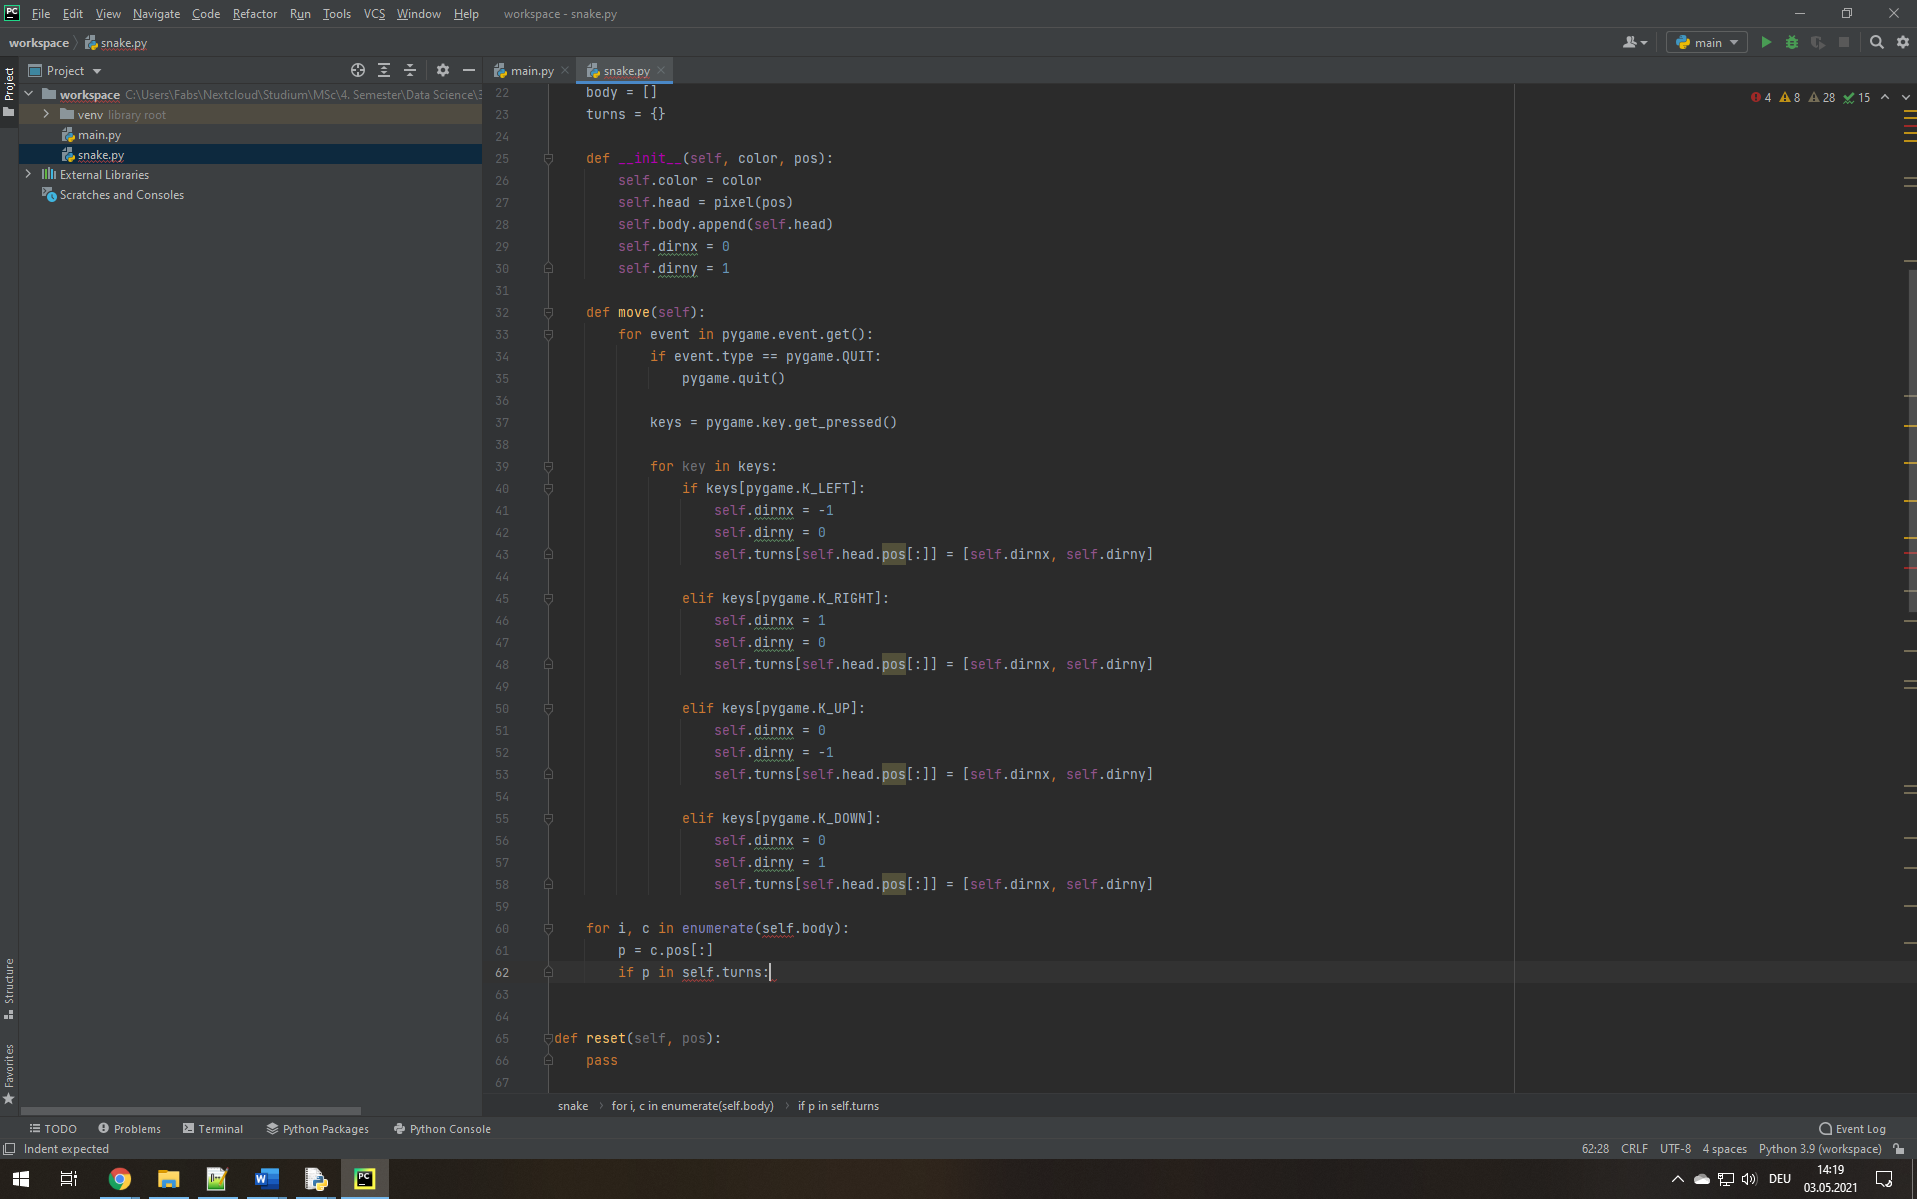 PC File Edit View Navigate Code Refactor Run Tools VCS Window Help workspace - snake.py
workspace snake.py main
Project main.py snake.py
Project
workspace C:\Users\Fabs\Nextcloud\Studium\MSc\4. Semester\Data Science\3
venv library root
main.py
snake.py
External Libraries
Scratches and Consoles
4 8 28 15
22 body = []
23 turns = {}
24
25 def __init__(self, color, pos):
26 self.color = color
27 self.head = pixel(pos)
28 self.body.append(self.head)
29 self.dirnx = 0
30 self.dirny = 1
31
32 def move(self):
33 for event in pygame.event.get():
34 if event.type == pygame.QUIT:
35 pygame.quit()
36
37 keys = pygame.key.get_pressed()
38
39 for key in keys:
40 if keys[pygame.K_LEFT]:
41 self.dirnx = -1
42 self.dirny = 0
43 self.turns[self.head.pos[:]] = [self.dirnx, self.dirny]
44
45 elif keys[pygame.K_RIGHT]:
46 self.dirnx = 1
47 self.dirny = 0
48 self.turns[self.head.pos[:]] = [self.dirnx, self.dirny]
49
50 elif keys[pygame.K_UP]:
51 self.dirnx = 0
52 self.dirny = -1
53 self.turns[self.head.pos[:]] = [self.dirnx, self.dirny]
54
55 elif keys[pygame.K_DOWN]:
56 self.dirnx = 0
57 self.dirny = 1
58 self.turns[self.head.pos[:]] = [self.dirnx, self.dirny]
59
60 for i, c in enumerate(self.body):
61 p = c.pos[:]
62 if p in self.turns:
63
64
65 def reset(self, pos):
66 pass
67
Structure
Favorites
snake for i, c in enumerate(self.body) if p in self.turns
TODO Problems Terminal Python Packages Python Console Event Log
Indent expected 62:28 CRLF UTF-8 4 spaces Python 3.9 (workspace)
W PC DEU 14:19
03.05.2021